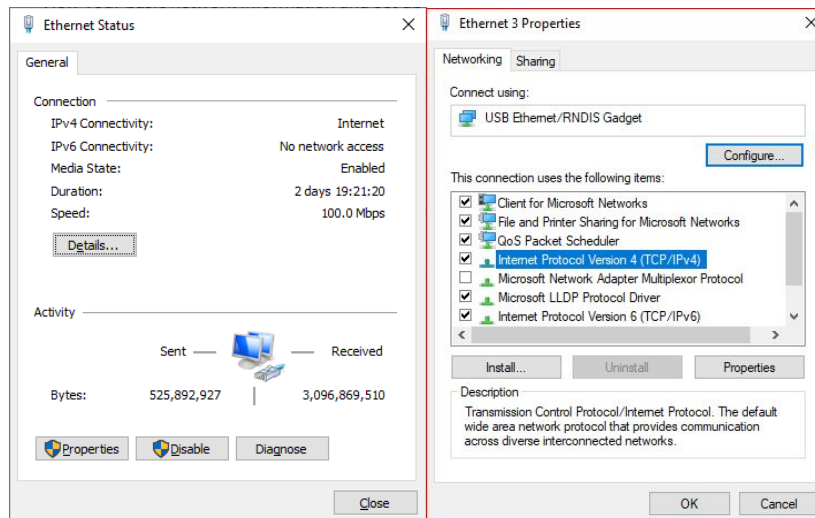 Ethernet Status
General
Connection
IPv4 Connectivity: Internet
IPv6 Connectivity: No network access
Media State: Enabled
Duration: 2 days 19:21:20
Speed: 100.0 Mbps
Details...
Activity
Sent Received
Bytes: 525,892,927 3,096,869,510
Properties Disable Diagnose
Close
Ethernet 3 Properties
Networking Sharing
Connect using:
USB Ethernet/RNDIS Gadget
Configure...
This connection uses the following items:
Client for Microsoft Networks
File and Printer Sharing for Microsoft Networks
QoS Packet Scheduler
Internet Protocol Version 4 (TCP/IPv4)
Microsoft Network Adapter Multiplexor Protocol
Microsoft LLDP Protocol Driver
Internet Protocol Version 6 (TCP/IPv6)
Install... Uninstall Properties
Description
Transmission Control Protocol/Internet Protocol. The default
wide area network protocol that provides communication
across diverse interconnected networks.
OK Cancel